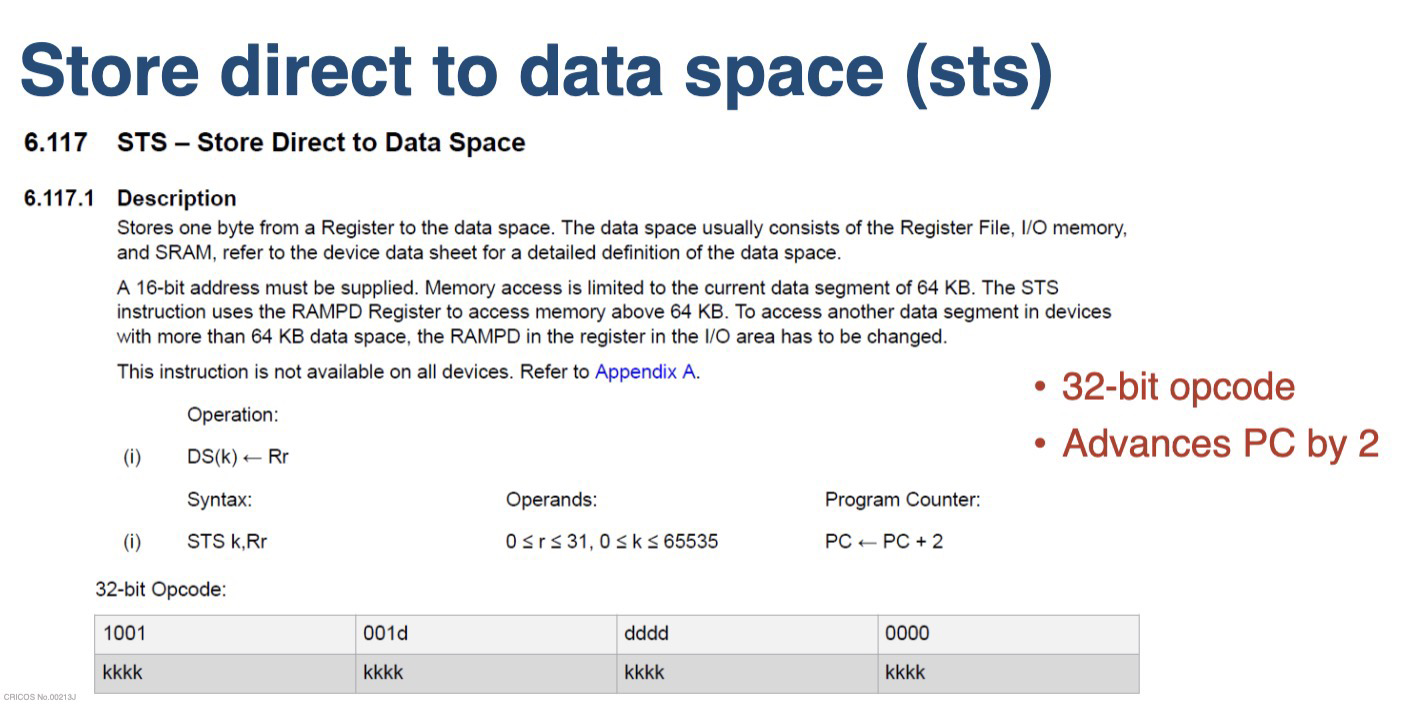 Store direct to data space (sts)
6.117 STS – Store Direct to Data Space
6.117.1 Description
Stores one byte from a Register to the data space. The data space usually consists of the Register File, I/O memory,
and SRAM, refer to the device data sheet for a detailed definition of the data space.
A 16-bit address must be supplied. Memory access is limited to the current data segment of 64 KB. The STS
instruction uses the RAMPD Register to access memory above 64 KB. To access another data segment in devices
with more than 64 KB data space, the RAMPD in the register in the I/O area has to be changed.
This instruction is not available on all devices. Refer to Appendix A.
• 32-bit opcode
• Advances PC by 2
Operation:
(i) DS(k) ← Rr
Syntax: Operands: Program Counter:
(i) STS k,Rr 0 ≤ r ≤ 31, 0 ≤ k ≤ 65535 PC ← PC + 2
32-bit Opcode:
1001 001d dddd 0000
kkkk kkkk kkkk kkkk
CRICOS No.00213J